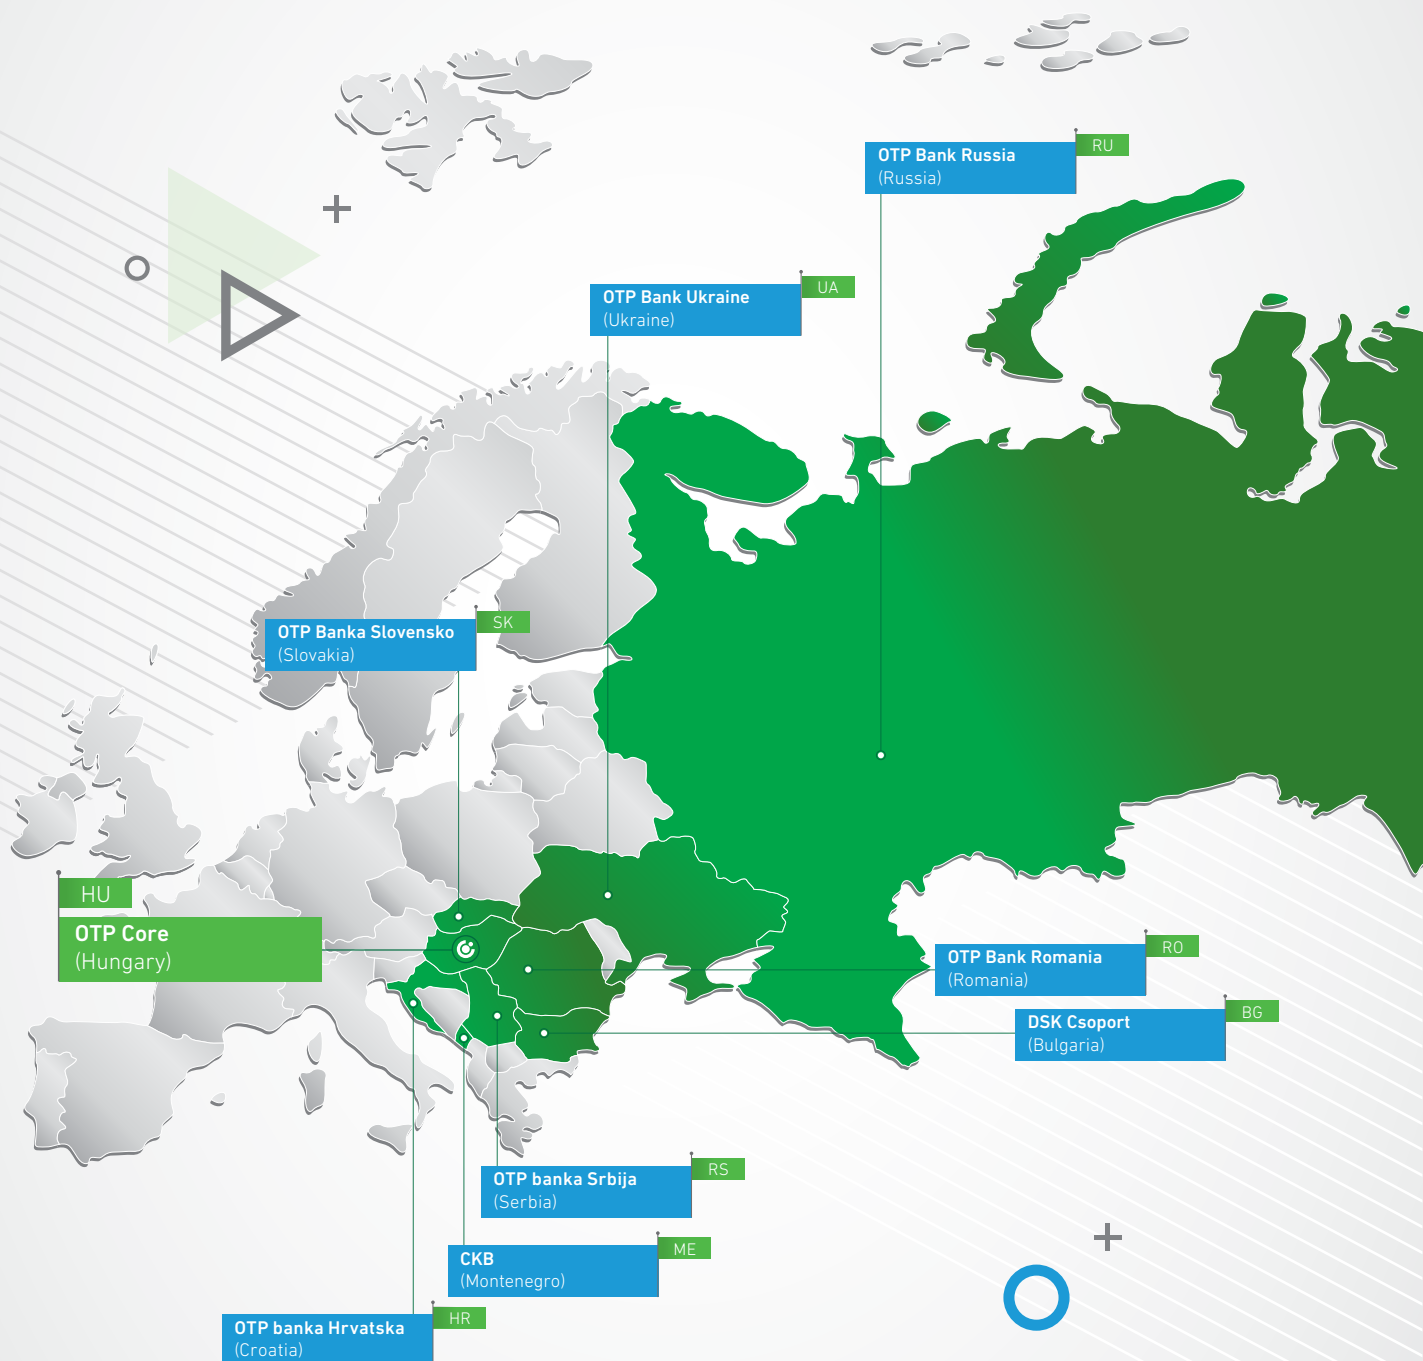 OTP Bank Russia
(Russia)
RU
OTP Bank Ukraine
(Ukraine)
UA
OTP Banka Slovensko
(Slovakia)
SK
HU
OTP Core
(Hungary)
OTP Bank Romania
(Romania)
RO
DSK Csoport
(Bulgaria)
BG
OTP banka Srbija
(Serbia)
RS
CKB
(Montenegro)
ME
OTP banka Hrvatska
(Croatia)
HR